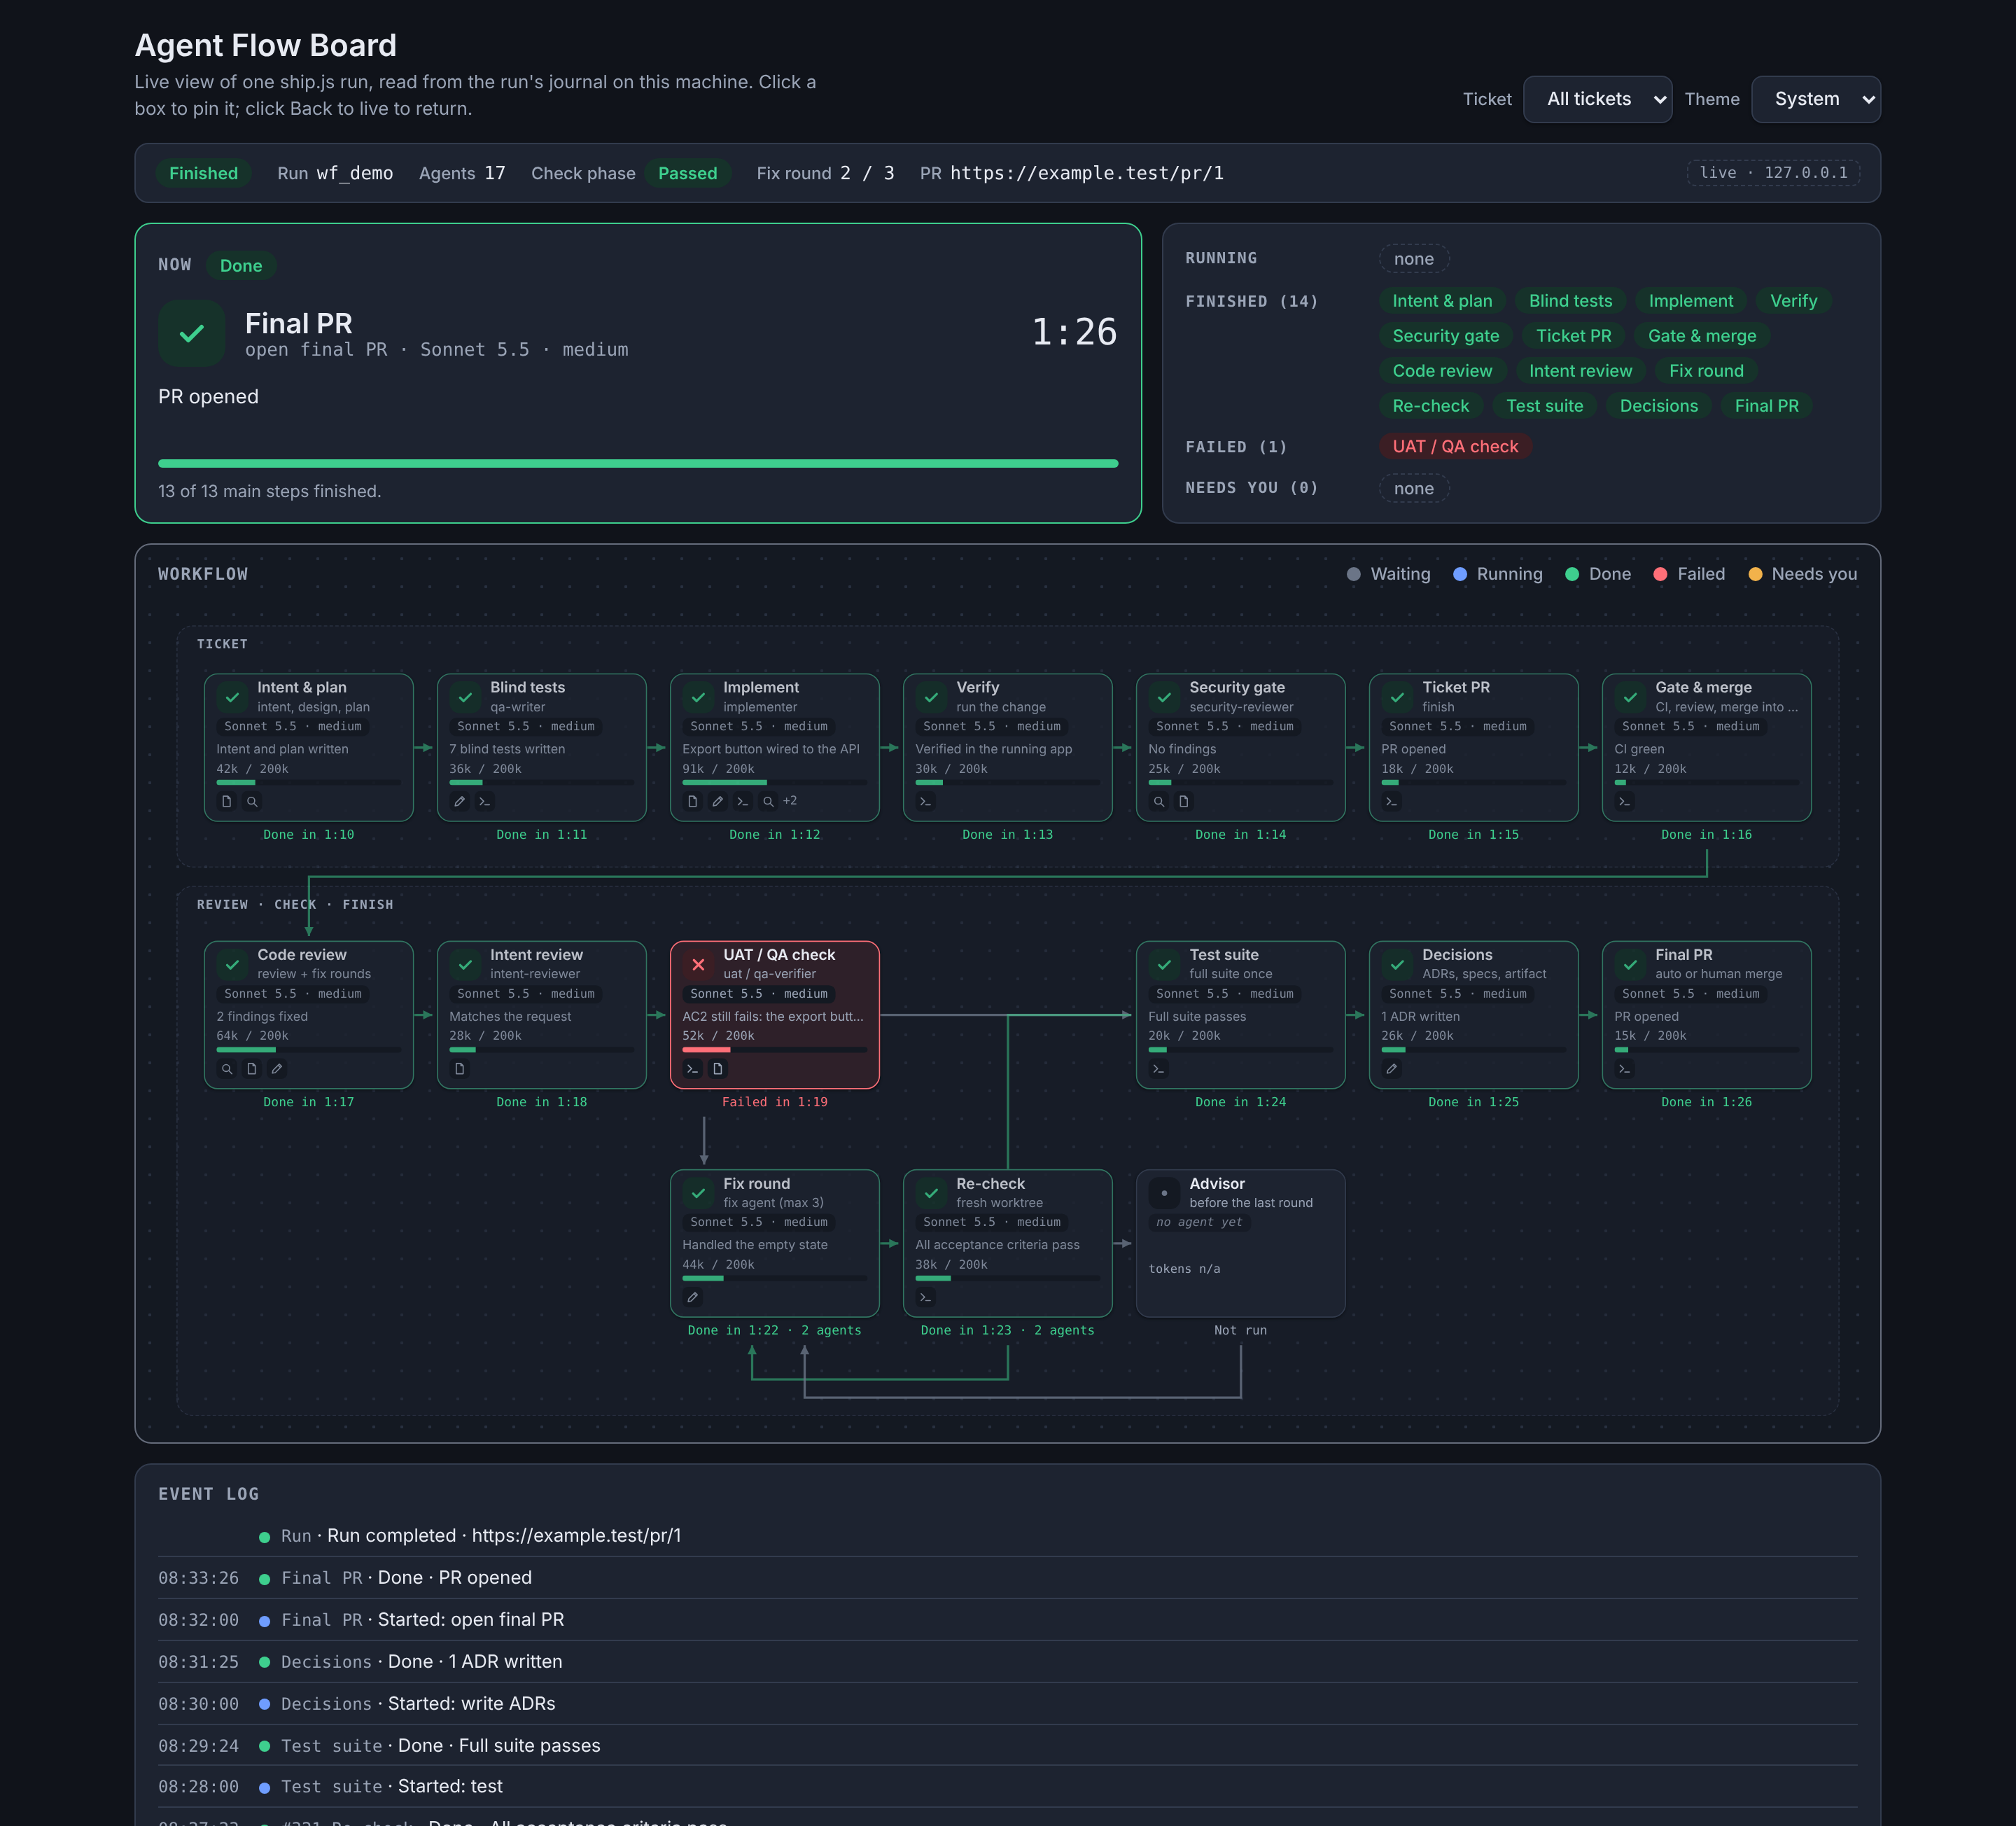 Agent Flow Board
Live view of one ship.js run, read from the run's journal on this machine. Click a
box to pin it; click Back to live to return.
Ticket All tickets Theme System
Finished Run wf_demo Agents 17 Check phase Passed Fix round 2 / 3 PR https://example.test/pr/1 live · 127.0.0.1
NOW Done
Final PR
open final PR · Sonnet 5.5 · medium
1:26
PR opened
13 of 13 main steps finished.
RUNNING none
FINISHED (14) Intent & plan Blind tests Implement Verify
Security gate Ticket PR Gate & merge
Code review Intent review Fix round
Re-check Test suite Decisions Final PR
FAILED (1) UAT / QA check
NEEDS YOU (0) none
WORKFLOW Waiting Running Done Failed Needs you
TICKET
Intent & plan
intent, design, plan
Sonnet 5.5 · medium
Intent and plan written
42k / 200k
Done in 1:10
Blind tests
qa-writer
Sonnet 5.5 · medium
7 blind tests written
36k / 200k
Done in 1:11
Implement
implementer
Sonnet 5.5 · medium
Export button wired to the API
91k / 200k
+2
Done in 1:12
Verify
run the change
Sonnet 5.5 · medium
Verified in the running app
30k / 200k
Done in 1:13
Security gate
security-reviewer
Sonnet 5.5 · medium
No findings
25k / 200k
Done in 1:14
Ticket PR
finish
Sonnet 5.5 · medium
PR opened
18k / 200k
Done in 1:15
Gate & merge
CI, review, merge into ...
Sonnet 5.5 · medium
CI green
12k / 200k
Done in 1:16
REVIEW · CHECK · FINISH
Code review
review + fix rounds
Sonnet 5.5 · medium
2 findings fixed
64k / 200k
Done in 1:17
Intent review
intent-reviewer
Sonnet 5.5 · medium
Matches the request
28k / 200k
Done in 1:18
UAT / QA check
uat / qa-verifier
Sonnet 5.5 · medium
AC2 still fails: the export butt...
52k / 200k
Failed in 1:19
Test suite
full suite once
Sonnet 5.5 · medium
Full suite passes
20k / 200k
Done in 1:24
Decisions
ADRs, specs, artifact
Sonnet 5.5 · medium
1 ADR written
26k / 200k
Done in 1:25
Final PR
auto or human merge
Sonnet 5.5 · medium
PR opened
15k / 200k
Done in 1:26
Fix round
fix agent (max 3)
Sonnet 5.5 · medium
Handled the empty state
44k / 200k
Done in 1:22 · 2 agents
Re-check
fresh worktree
Sonnet 5.5 · medium
All acceptance criteria pass
38k / 200k
Done in 1:23 · 2 agents
Advisor
before the last round
no agent yet
tokens n/a
Not run
EVENT LOG
Run · Run completed · https://example.test/pr/1
08:33:26 Final PR · Done · PR opened
08:32:00 Final PR · Started: open final PR
08:31:25 Decisions · Done · 1 ADR written
08:30:00 Decisions · Started: write ADRs
08:29:24 Test suite · Done · Full suite passes
08:28:00 Test suite · Started: test